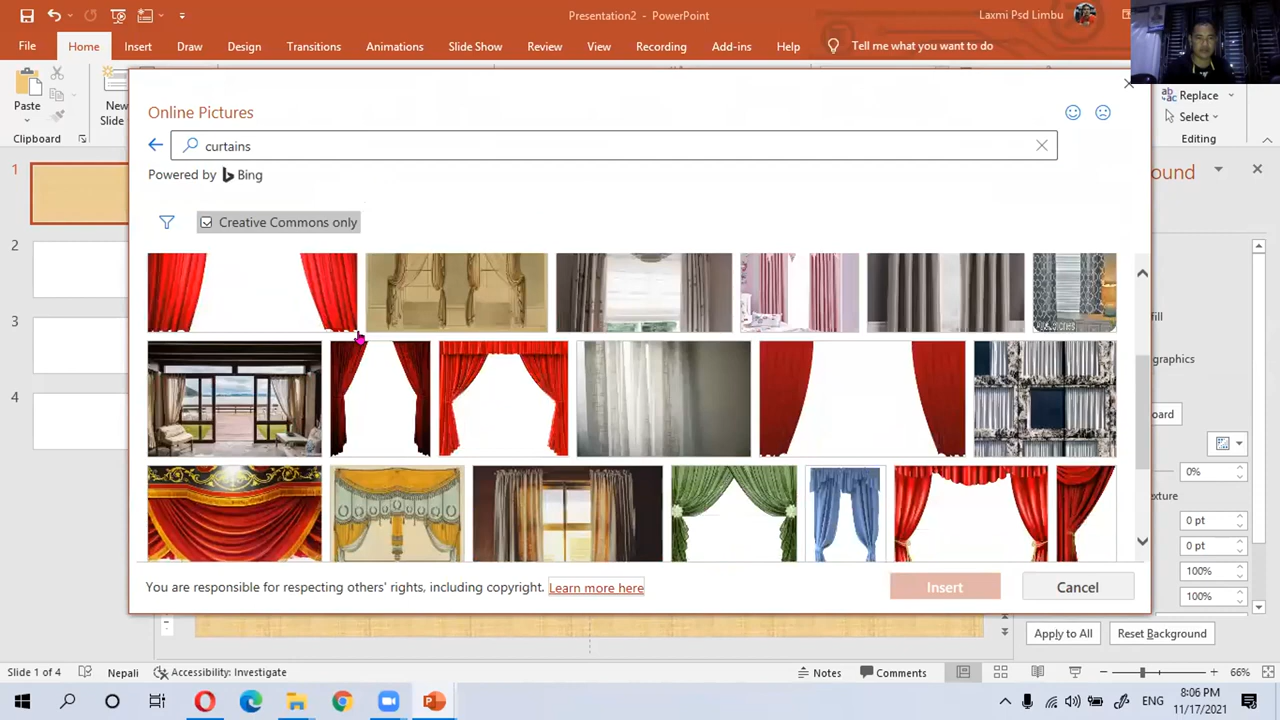 Presentation2 - PowerPoint
Laxmi Psd Limbu
File Home Insert Draw Design Transitions Animations Slide Show Review View Recording Add-ins Help Tell me what you want to do
Paste
New
Slide
Clipboard
Replace
Select
Editing
Online Pictures
curtains
Powered by Bing
Creative Commons only
You are responsible for respecting others' rights, including copyright. Learn more here
Insert
Cancel
1
2
3
4
ound
fill
graphics
oard
0%
exture
0 pt
0 pt
100%
100%
Apply to All
Reset Background
Slide 1 of 4 Nepali Accessibility: Investigate Notes Comments 66%
ENG
8:06 PM
11/17/2021